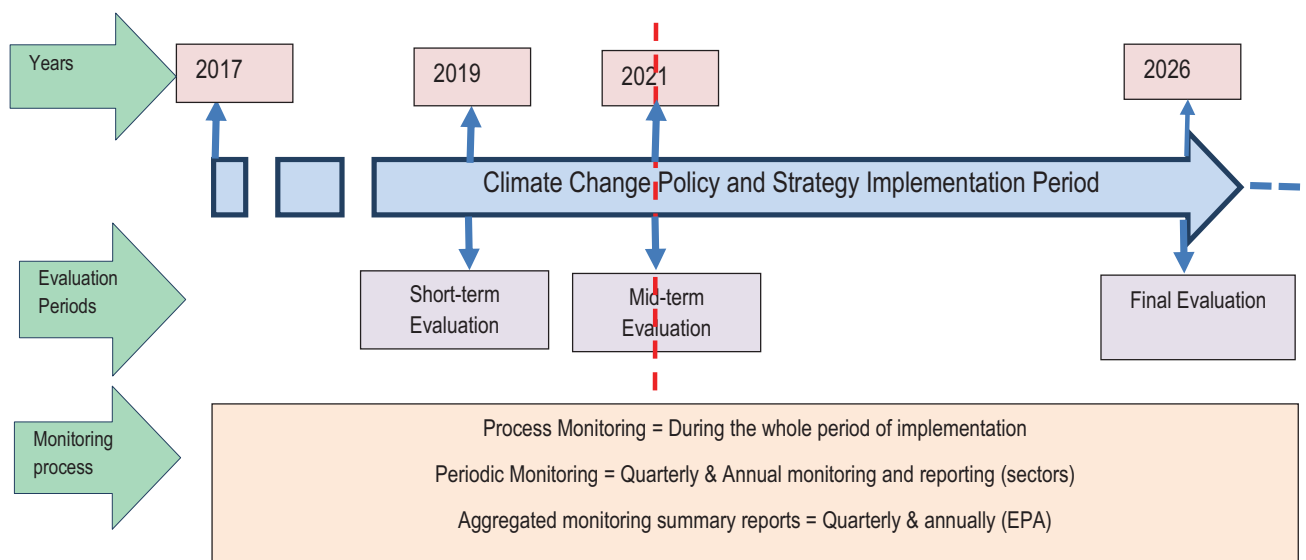 Years
2017
2019
2021
2026
Climate Change Policy and Strategy Implementation Period
Evaluation
Periods
Short-term
Evaluation
Mid-term
Evaluation
Final Evaluation
Monitoring
process
Process Monitoring = During the whole period of implementation
Periodic Monitoring = Quarterly & Annual monitoring and reporting (sectors)
Aggregated monitoring summary reports = Quarterly & annually (EPA)